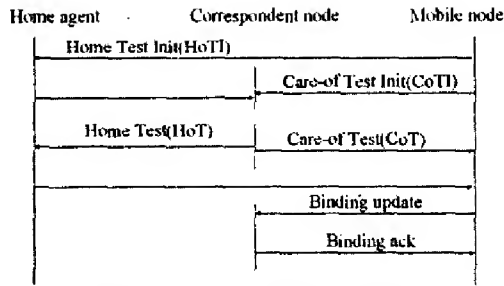 Home agent Correspondent node Mobile node
Home Test Init(HoTI)
Care-of Test Init(CoTI)
Home Test(HoT)
Care-of Test(CoT)
Binding update
Binding ack